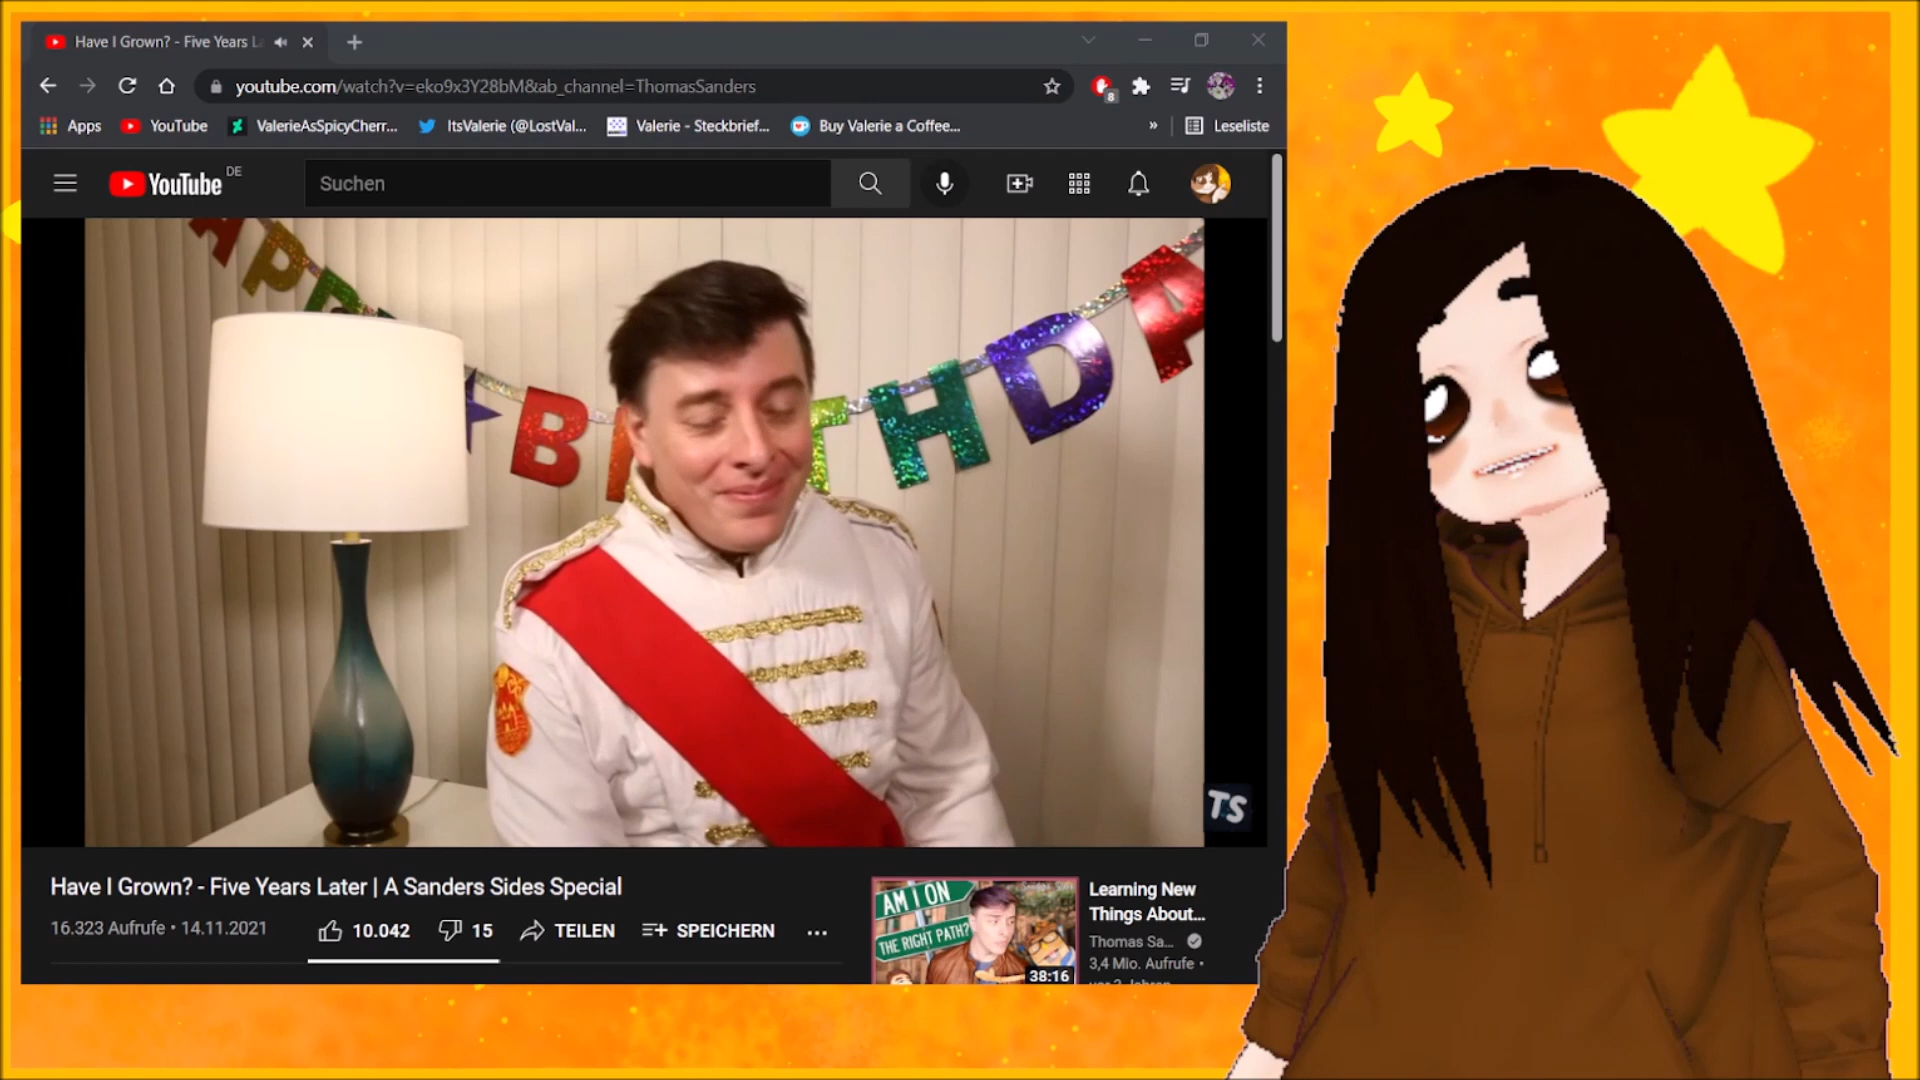 Have I Grown? - Five Years L
youtube.com/watch?v=eko9x3Y28bM&ab_channel=ThomasSanders
8
Apps YouTube ValerieAsSpicyCherr... ItsValerie (@LostVal... Valerie - Steckbrief... Buy Valerie a Coffee... » Leseliste
YouTube DE
Suchen
APP
B THDA
TS
Have I Grown? - Five Years Later | A Sanders Sides Special
16.323 Aufrufe • 14.11.2021
10.042 15 TEILEN SPEICHERN ...
AM I ON
THE RIGHT PATH?
38:16
Learning New
Things About...
Thomas Sa...
3,4 Mio. Aufrufe •